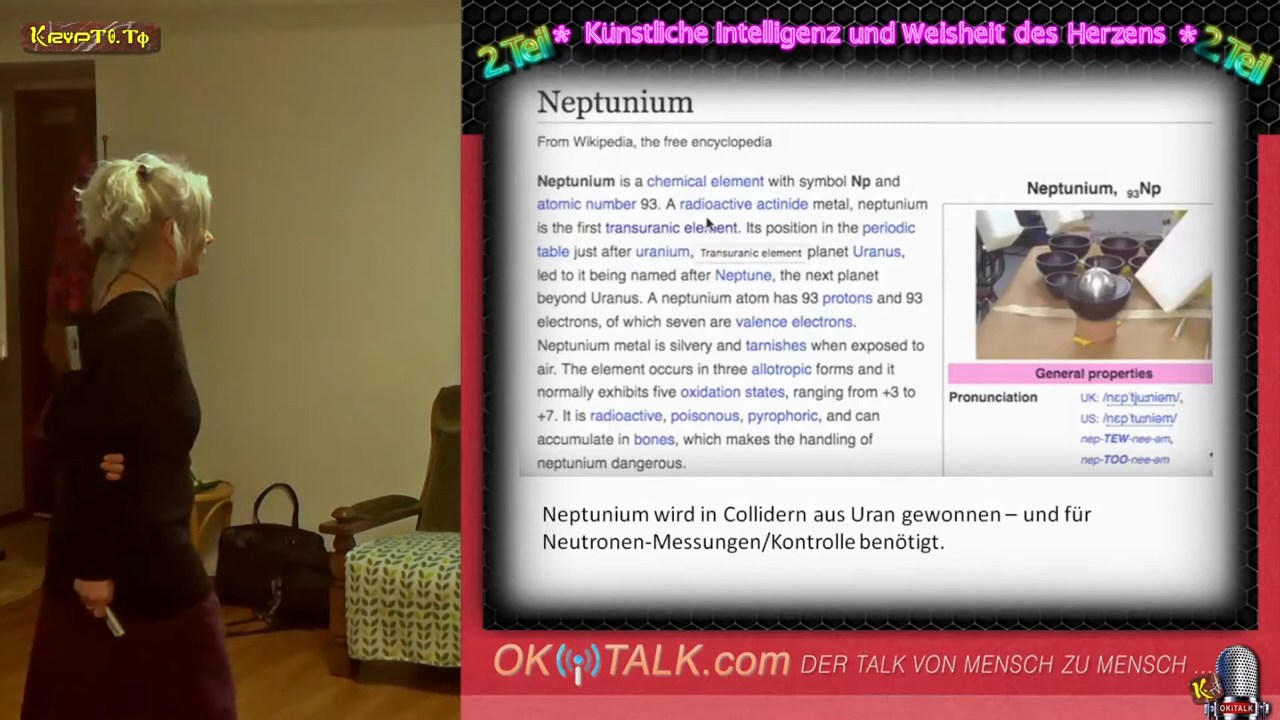 KRYPT0.TΦ
2.Teil * Künstliche Intelligenz und Weisheit des Herzens * 2.Teil
Neptunium
From Wikipedia, the free encyclopedia
Neptunium is a chemical element with symbol Np and
atomic number 93. A radioactive actinide metal, neptunium
is the first transuranic element. Its position in the periodic
table just after uranium, Transuranic element planet Uranus,
led to it being named after Neptune, the next planet
beyond Uranus. A neptunium atom has 93 protons and 93
electrons, of which seven are valence electrons.
Neptunium metal is silvery and tarnishes when exposed to
air. The element occurs in three allotropic forms and it
normally exhibits five oxidation states, ranging from +3 to
+7. It is radioactive, poisonous, pyrophoric, and can
accumulate in bones, which makes the handling of
neptunium dangerous.
Neptunium, 93Np
General properties
Pronunciation UK: /nɛpˈtjuːniəm/,
US: /nɛpˈtuːniəm/
nep-TEW-nee-əm,
nep-TOO-nee-əm
Neptunium wird in Collidern aus Uran gewonnen – und für
Neutronen-Messungen/Kontrolle benötigt.
OKiTALK.com DER TALK VON MENSCH ZU MENSCH ...
OKiTALK